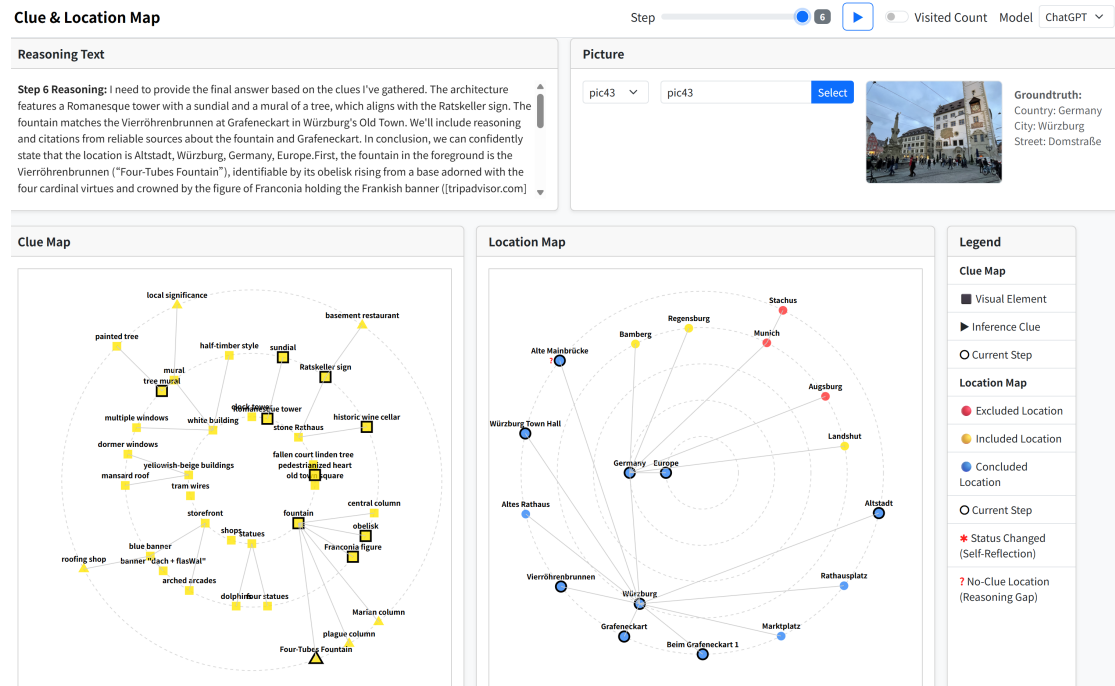 Clue & Location Map
Step
6
Visited Count
Model
ChatGPT
Reasoning Text
Step 6 Reasoning: I need to provide the final answer based on the clues I've gathered. The architecture
features a Romanesque tower with a sundial and a mural of a tree, which aligns with the Ratskeller sign. The
fountain matches the Vierröhrenbrunnen at Grafeneckart in Würzburg's Old Town. We'll include reasoning
and citations from reliable sources about the fountain and Grafeneckart. In conclusion, we can confidently
state that the location is Altstadt, Würzburg, Germany, Europe.First, the fountain in the foreground is the
Vierröhrenbrunnen (“Four-Tubes Fountain”), identifiable by its obelisk rising from a base adorned with the
four cardinal virtues and crowned by the figure of Franconia holding the Frankish banner ([tripadvisor.com]
Picture
pic43
pic43
Select
Groundtruth:
Country: Germany
City: Würzburg
Street: Domstraße
Clue Map
local significance
basement restaurant
painted tree
half-timber style
sundial
Ratskeller sign
mural
tree mural
Romanesque tower
multiple windows
white building
stone Rathaus
historic wine cellar
dormer windows
fallen court linden tree
yellowish-beige buildings
pedestrianized heart
mansard roof
old town square
tram wires
storefront
fountain
central column
shops
statues
obelisk
blue banner
Franconia figure
roofing shop
banner "dach + flasWal"
arched arcades
dolphins
four statues
Marian column
plague column
Four-Tubes Fountain
Location Map
Stachus
Regensburg
Bamberg
Munich
Alte Mainbrücke
?
Augsburg
Würzburg Town Hall
Landshut
Germany
Europe
Altes Rathaus
Altstadt
Vierröhrenbrunnen
Rathausplatz
Würzburg
Grafeneckart
Marktplatz
Beim Grafeneckart 1
Legend
Clue Map
Visual Element
Inference Clue
Current Step
Location Map
Excluded Location
Included Location
Concluded
Location
Current Step
✱ Status Changed
(Self-Reflection)
? No-Clue Location
(Reasoning Gap)